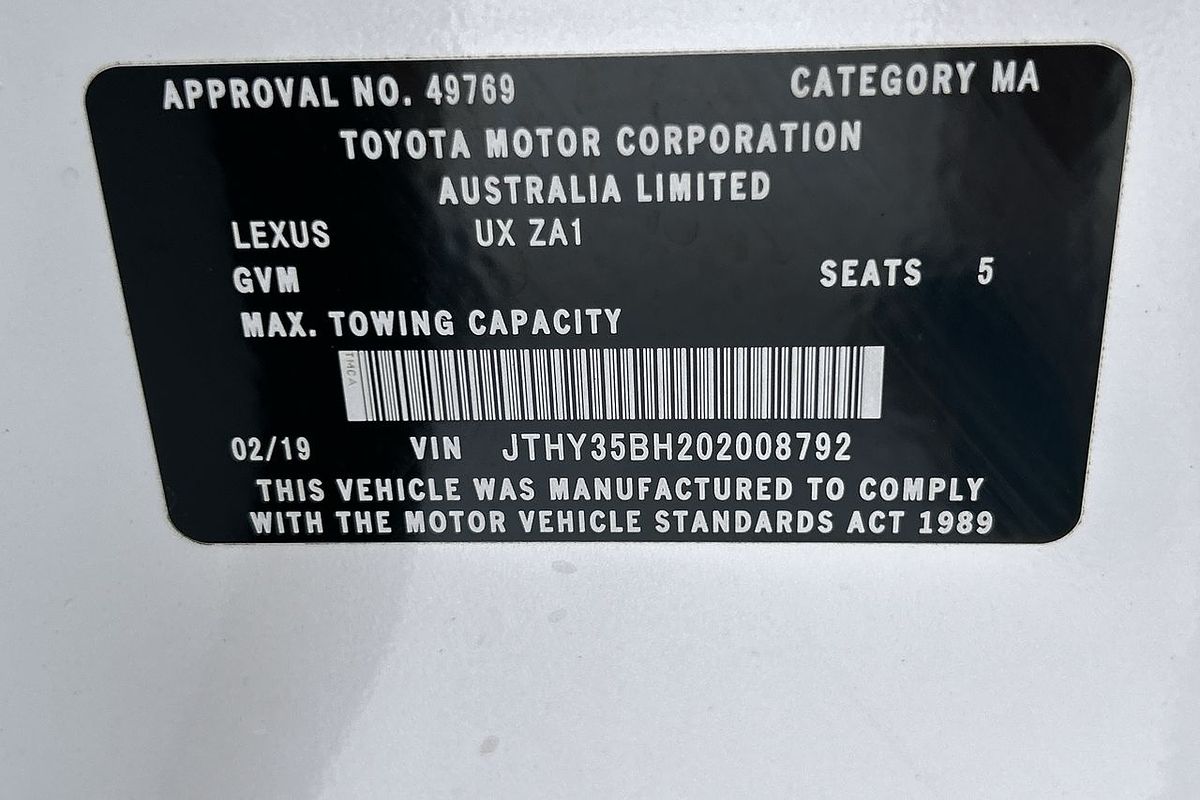 APPROVAL NO. 49769 CATEGORY MA
TOYOTA MOTOR CORPORATION
AUSTRALIA LIMITED
LEXUS UX ZA1
GVM SEATS 5
MAX. TOWING CAPACITY
TMCA
02/19 VIN JTHY35BH202008792
THIS VEHICLE WAS MANUFACTURED TO COMPLY
WITH THE MOTOR VEHICLE STANDARDS ACT 1989